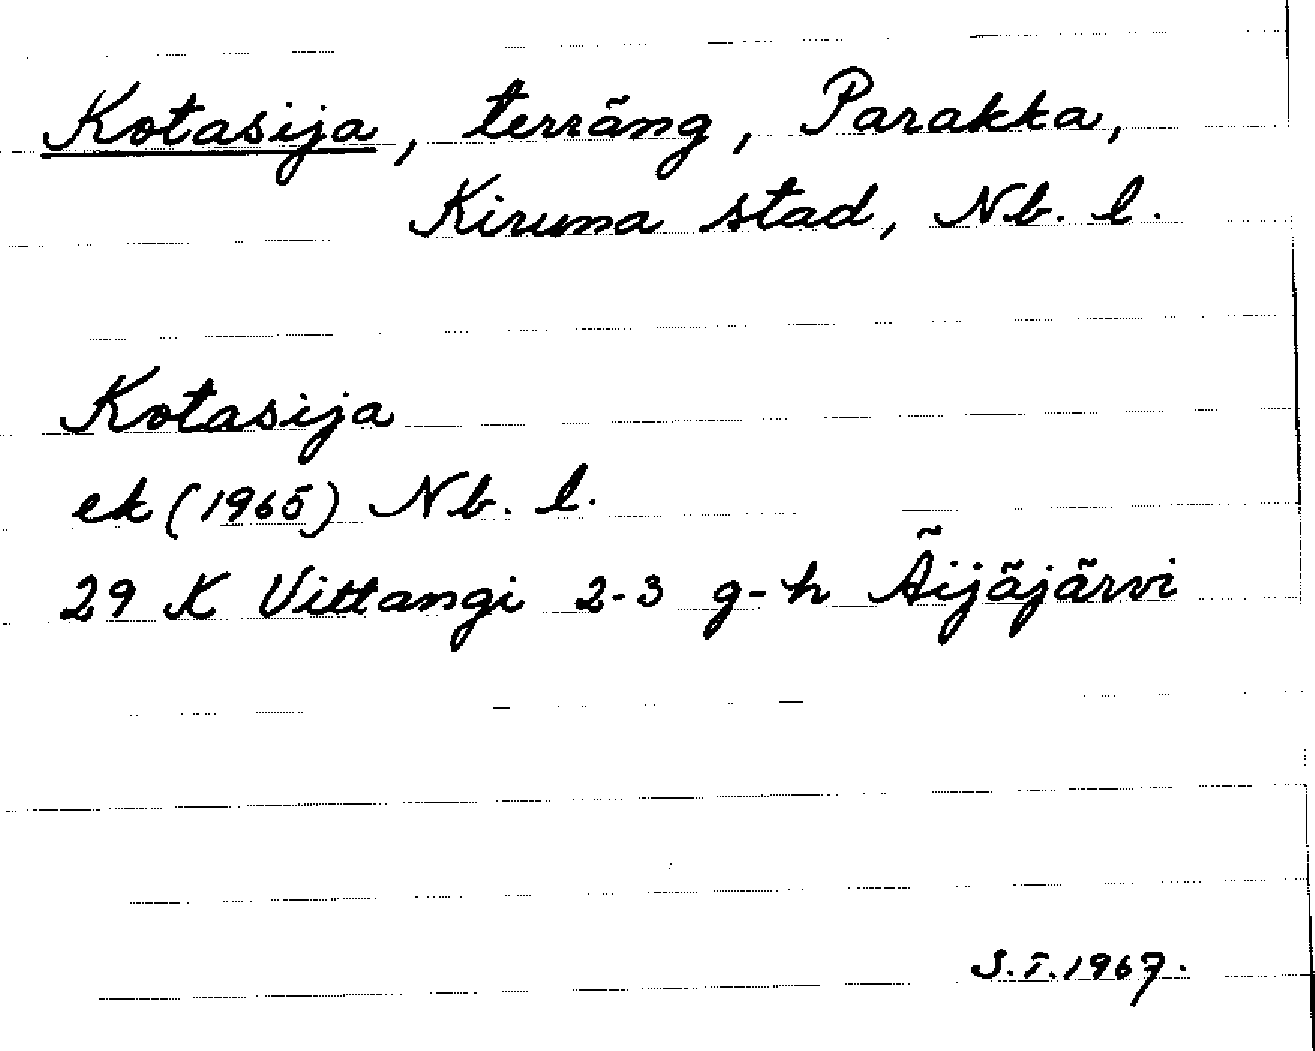 Kotasija, terräng, Parakka,
Kiruna stad, Nb. l.
Kotasija
ek (1965) Nb. l.
29 K Vittangi 2-3 g-h Äijäjärvi
S.T.1967.